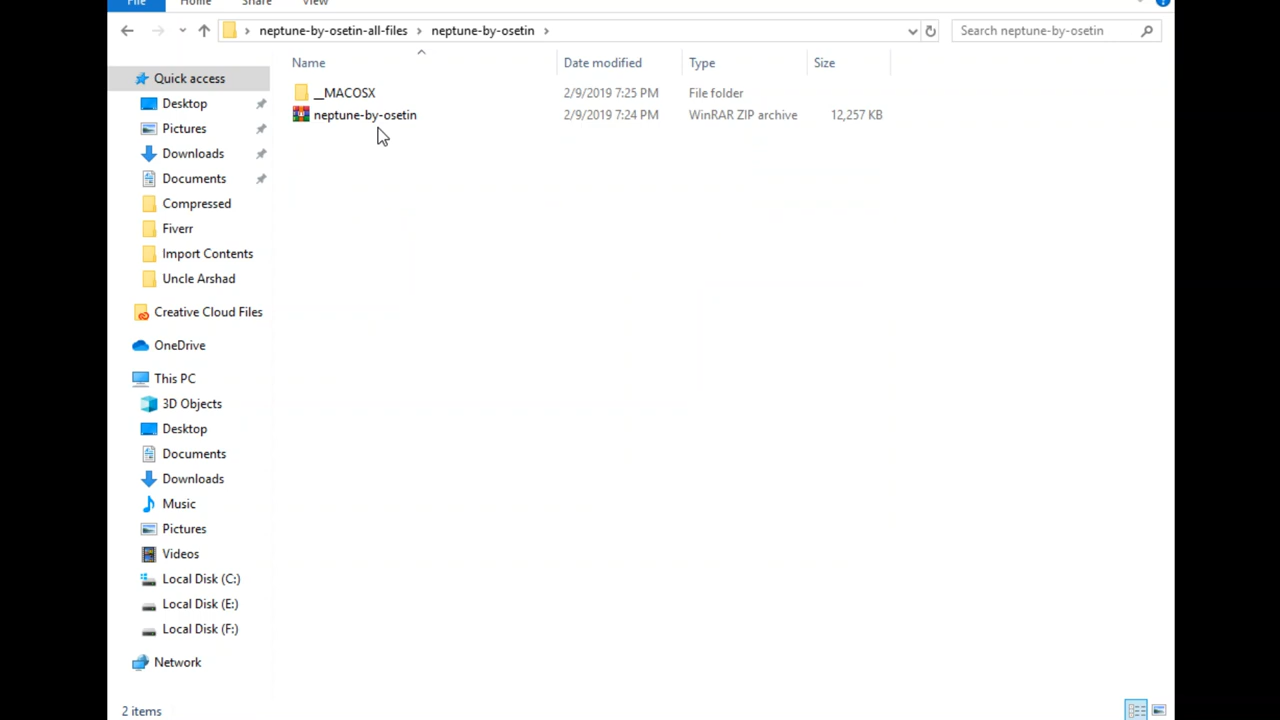 File Home Share View
neptune-by-osetin-all-files neptune-by-osetin Search neptune-by-osetin
Name Date modified Type Size
__MACOSX 2/9/2019 7:25 PM File folder
neptune-by-osetin 2/9/2019 7:24 PM WinRAR ZIP archive 12,257 KB
Quick access
Desktop
Pictures
Downloads
Documents
Compressed
Fiverr
Import Contents
Uncle Arshad
Creative Cloud Files
OneDrive
This PC
3D Objects
Desktop
Documents
Downloads
Music
Pictures
Videos
Local Disk (C:)
Local Disk (E:)
Local Disk (F:)
Network
2 items